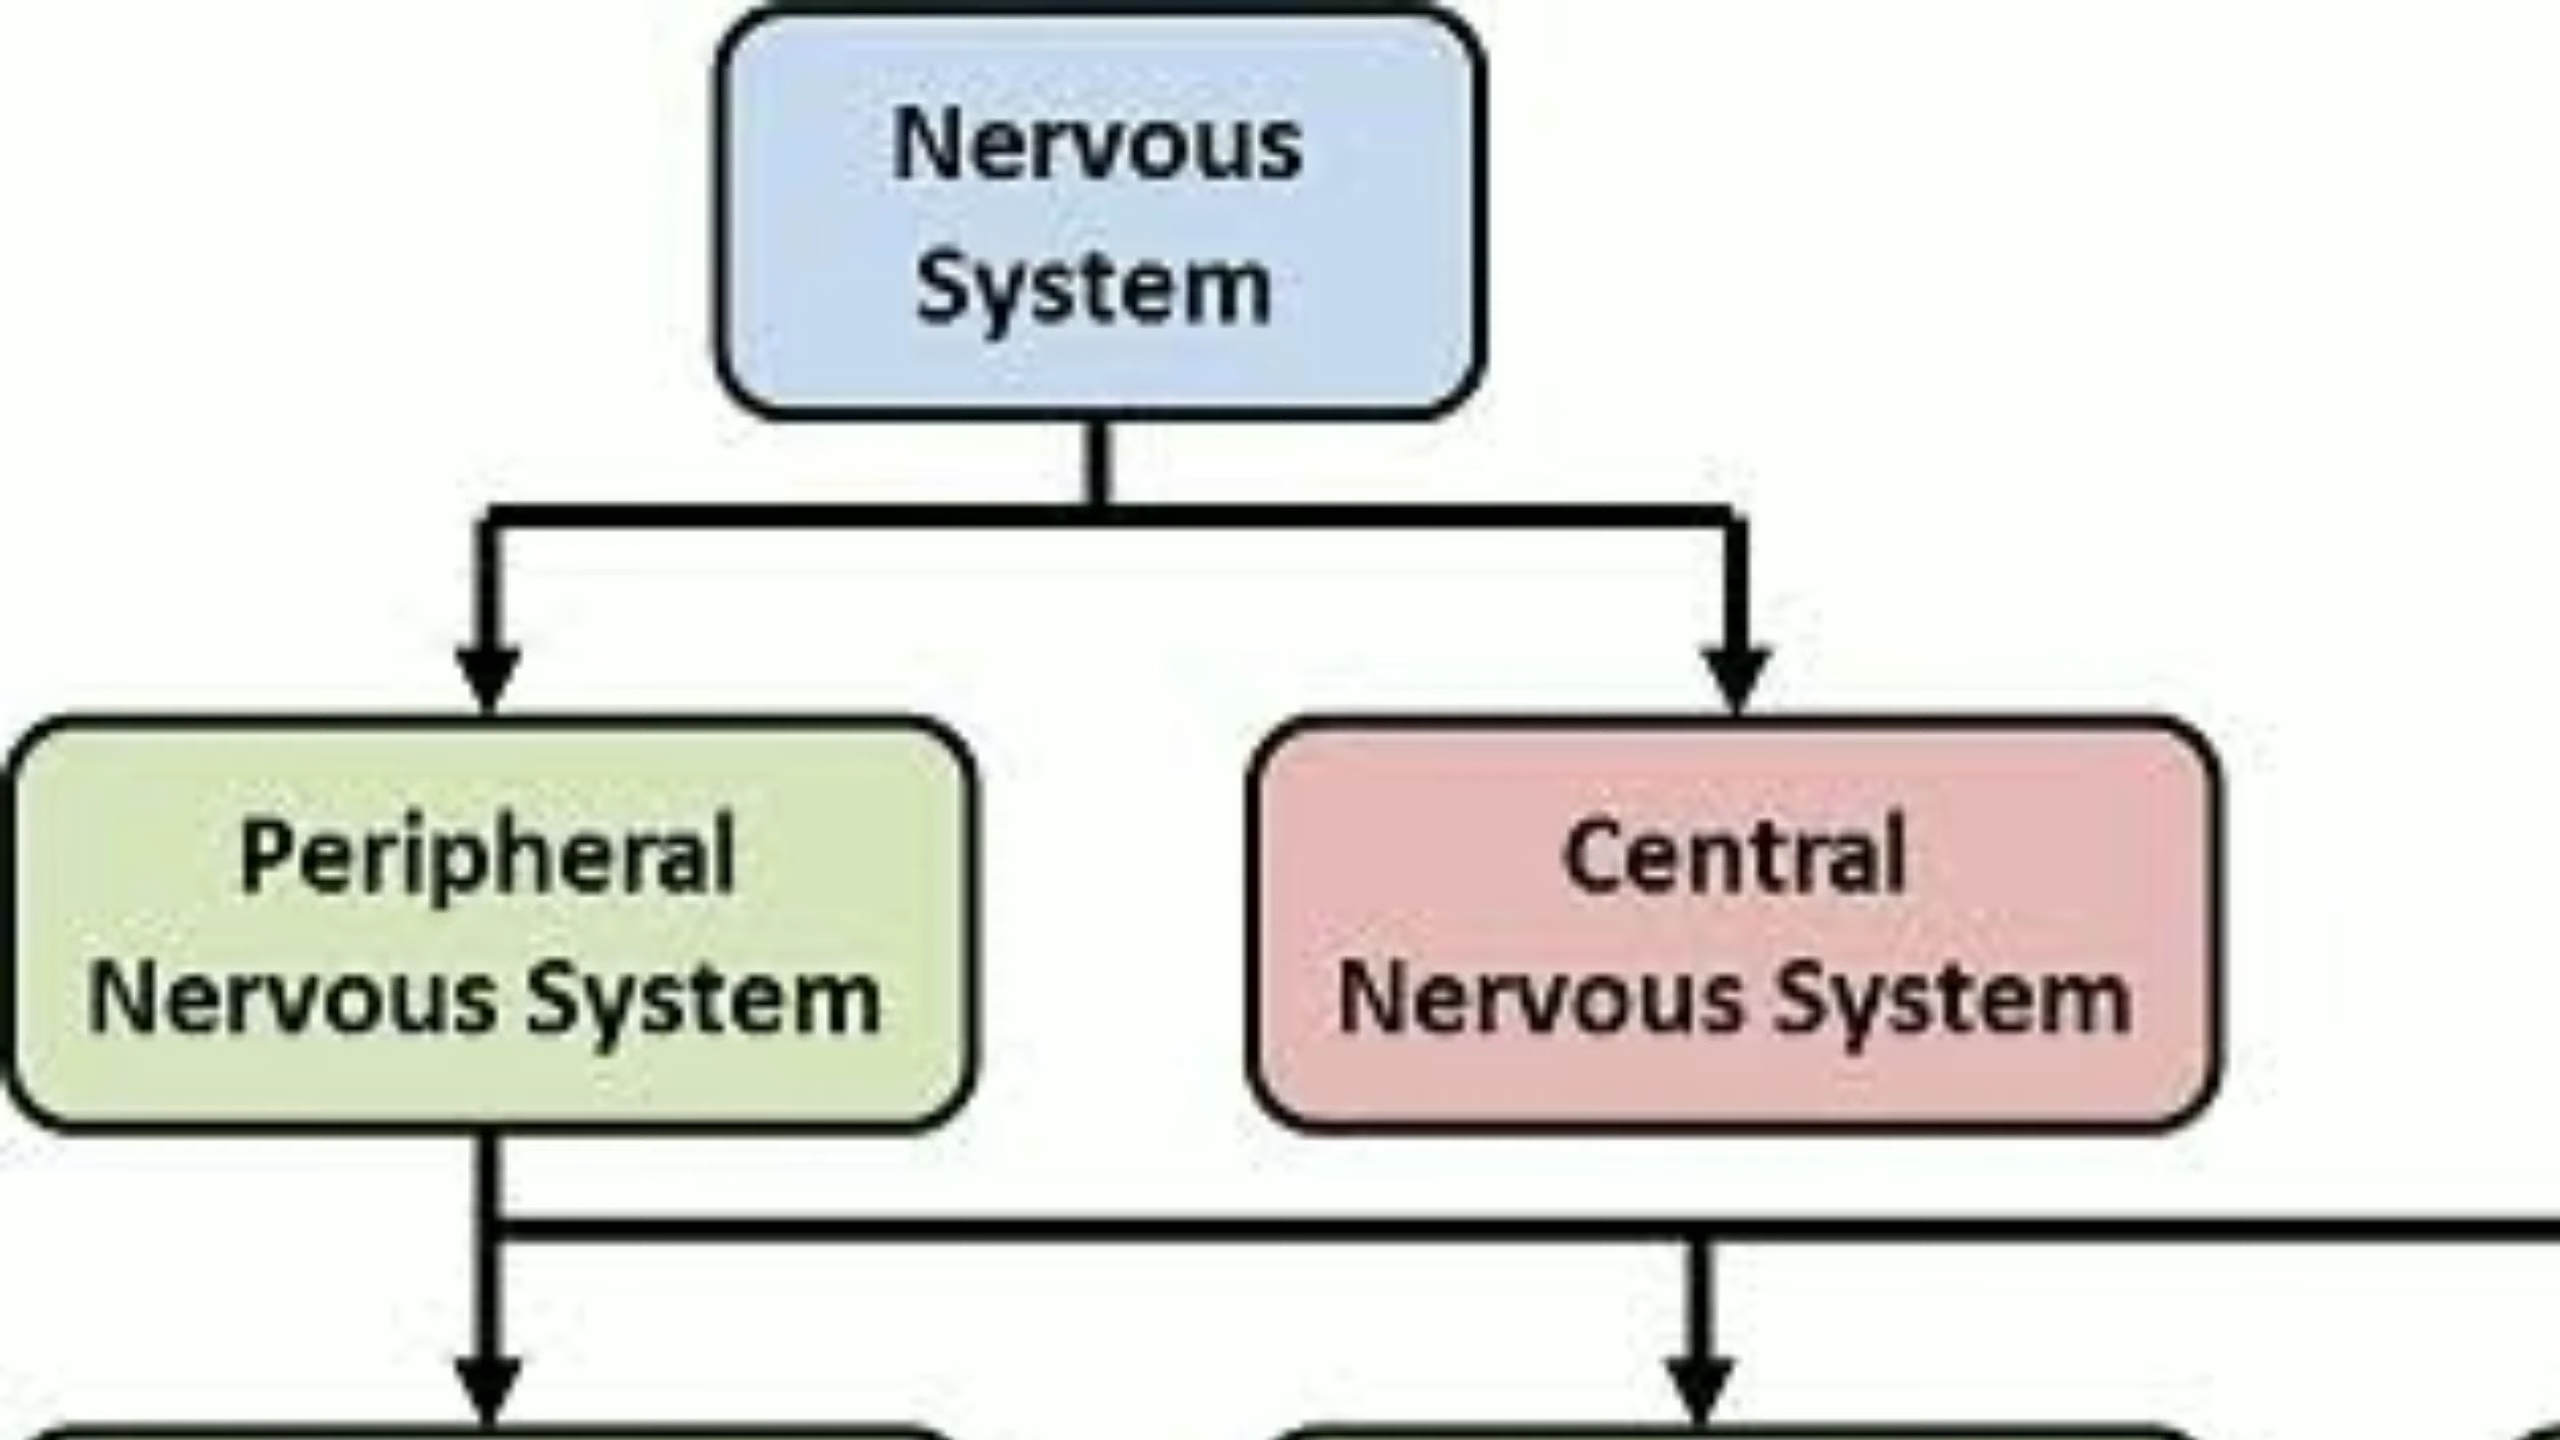 Nervous
System
Peripheral
Nervous System
Central
Nervous System